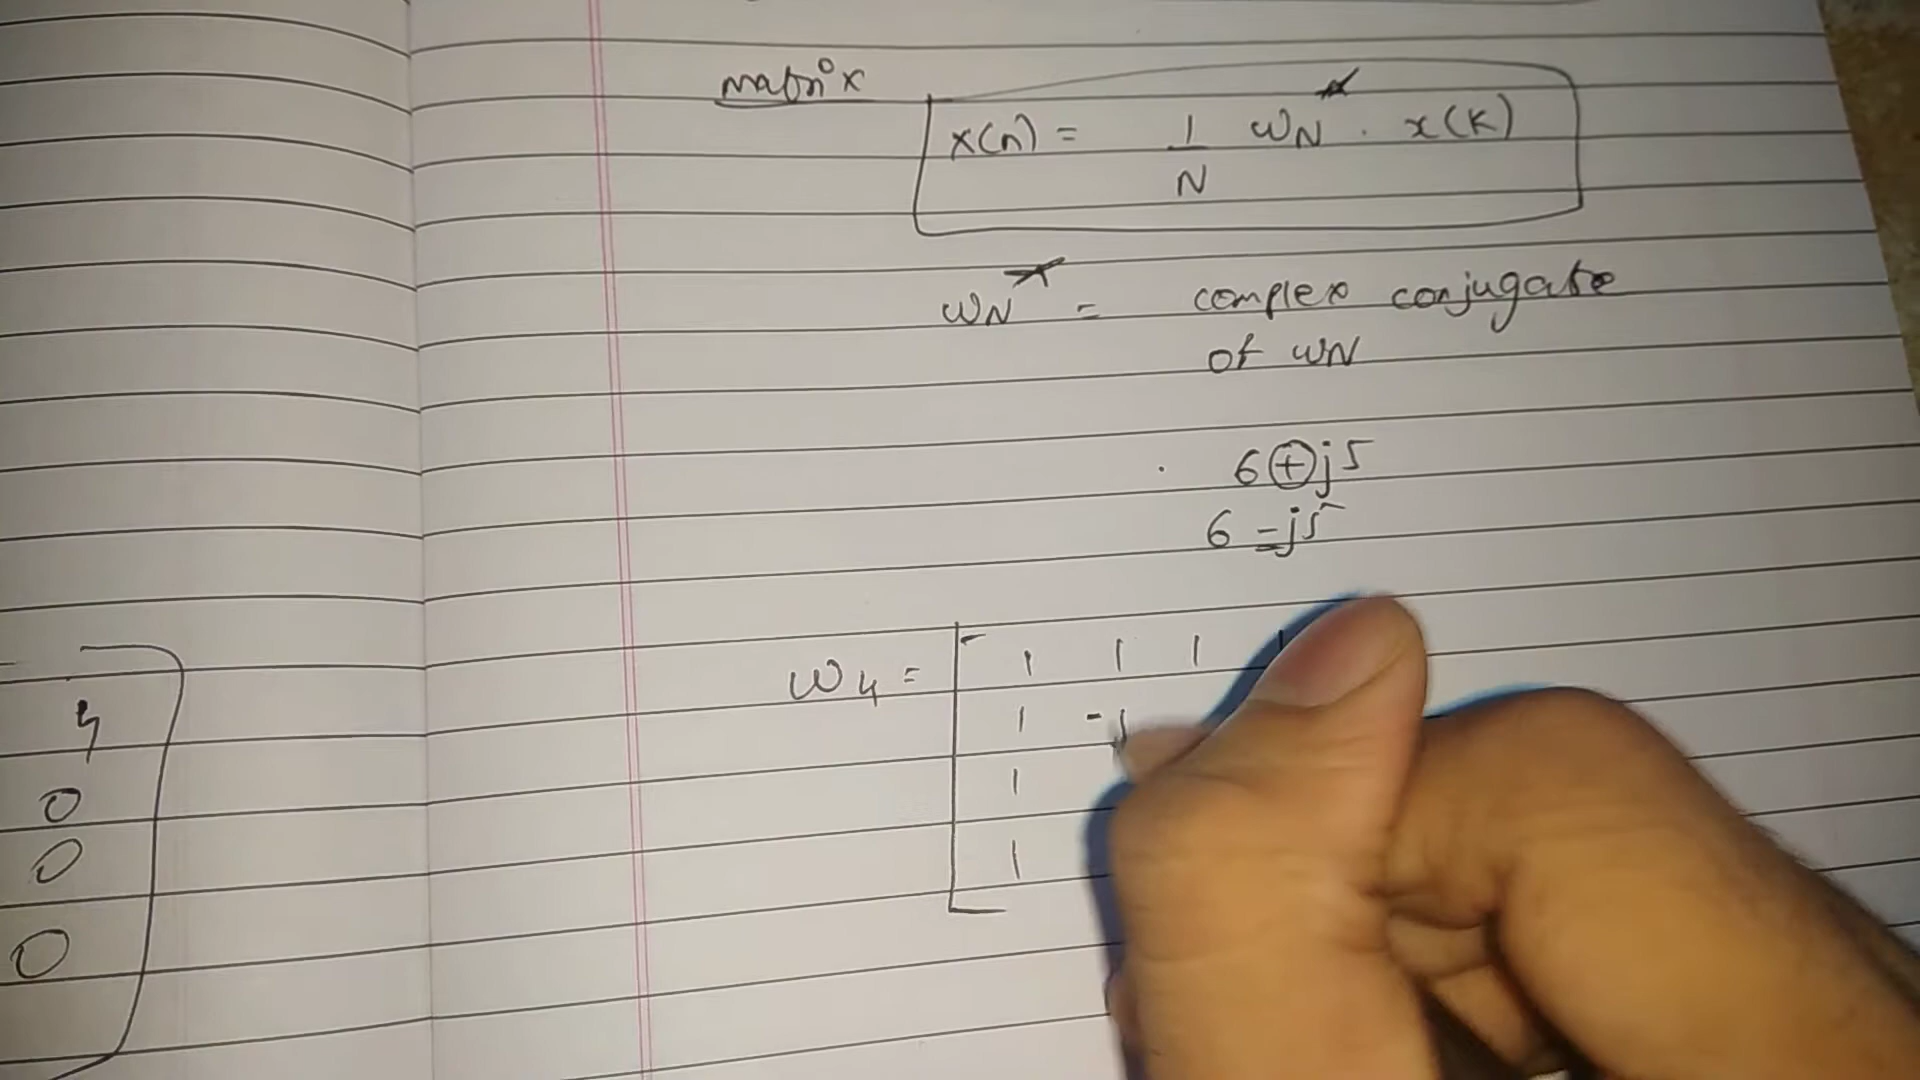 matrix
x(n) = 1/N WN* . x(k)
WN* = complex conjugate
of WN
6+j5
6-j5
4
0
0
0
W4 = [ 1 1 1 1
1 -j
1
1